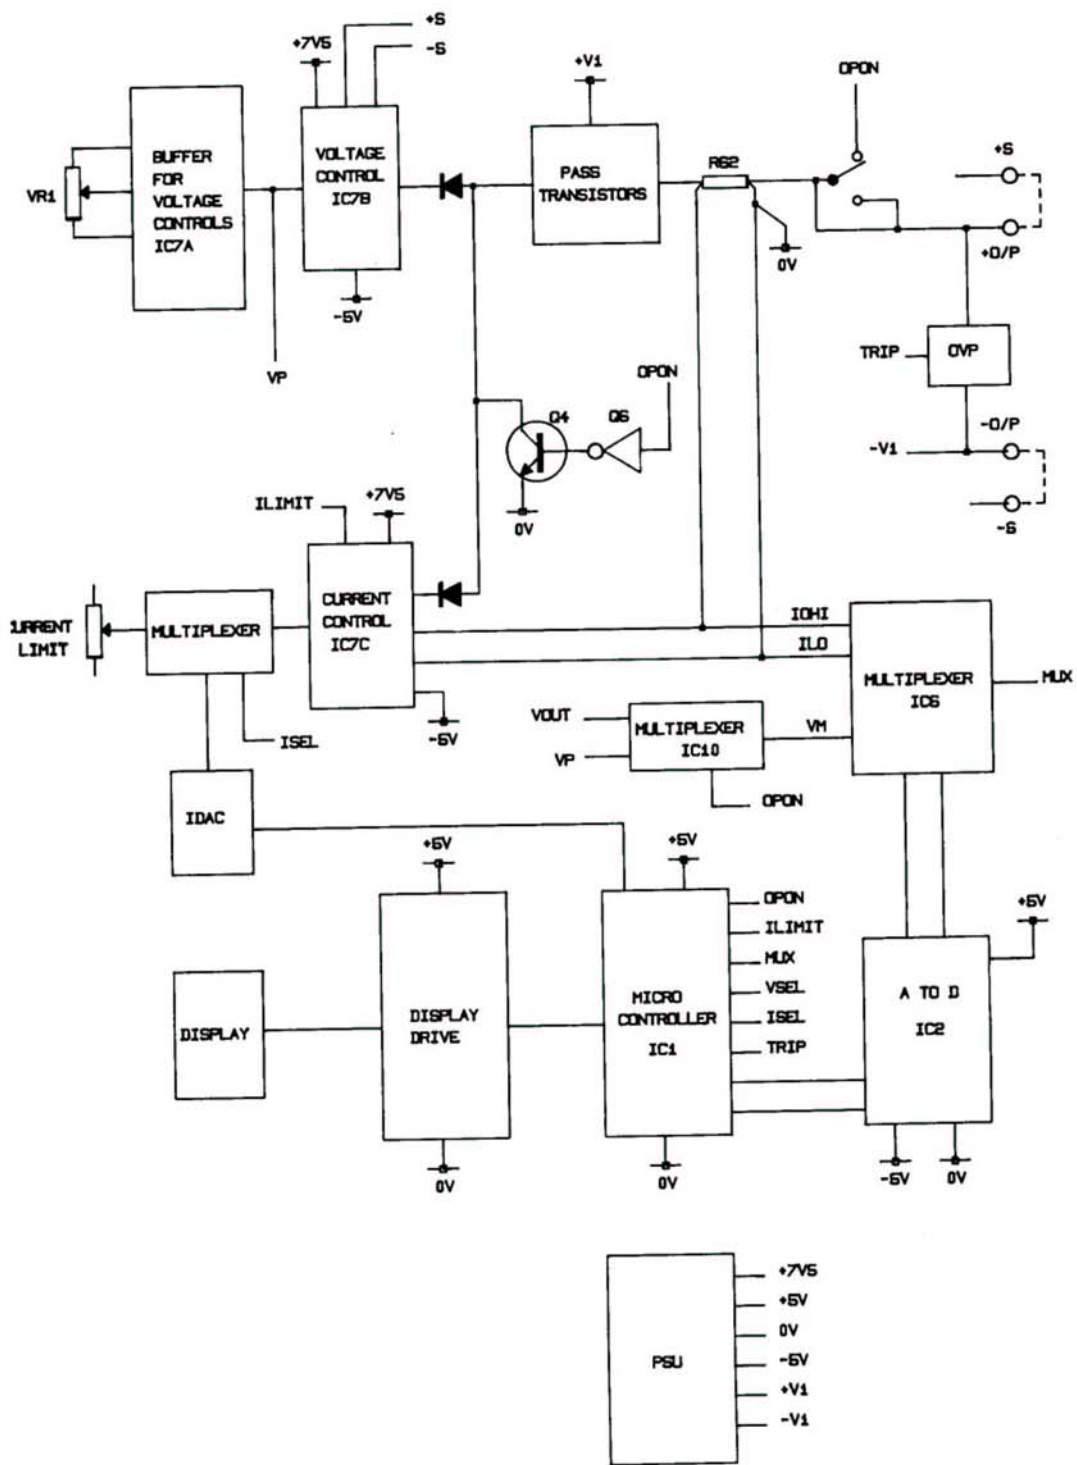 +S
+7V5
-S
+V1
OPON
BUFFER
FOR
VOLTAGE
CONTROLS
IC7A
VOLTAGE
CONTROL
IC7B
PASS
TRANSISTORS
R62
+S
VR1
0V
+O/P
-5V
VP
TRIP
OVP
OPON
Q4
Q6
-O/P
-V1
-S
0V
ILIMIT
+7V5
CURRENT
CONTROL
IC7C
URRENT
LIMIT
MULTIPLEXER
IOHI
ILO
MULTIPLEXER
IC6
MUX
-5V
ISEL
VOUT
VP
MULTIPLEXER
IC10
VM
OPON
IDAC
+5V
+5V
+5V
OPON
ILIMIT
MUX
VSEL
ISEL
TRIP
MICRO
CONTROLLER
IC1
A TO D
IC2
DISPLAY
DISPLAY
DRIVE
0V
0V
-5V
0V
PSU
+7V5
+5V
0V
-5V
+V1
-V1